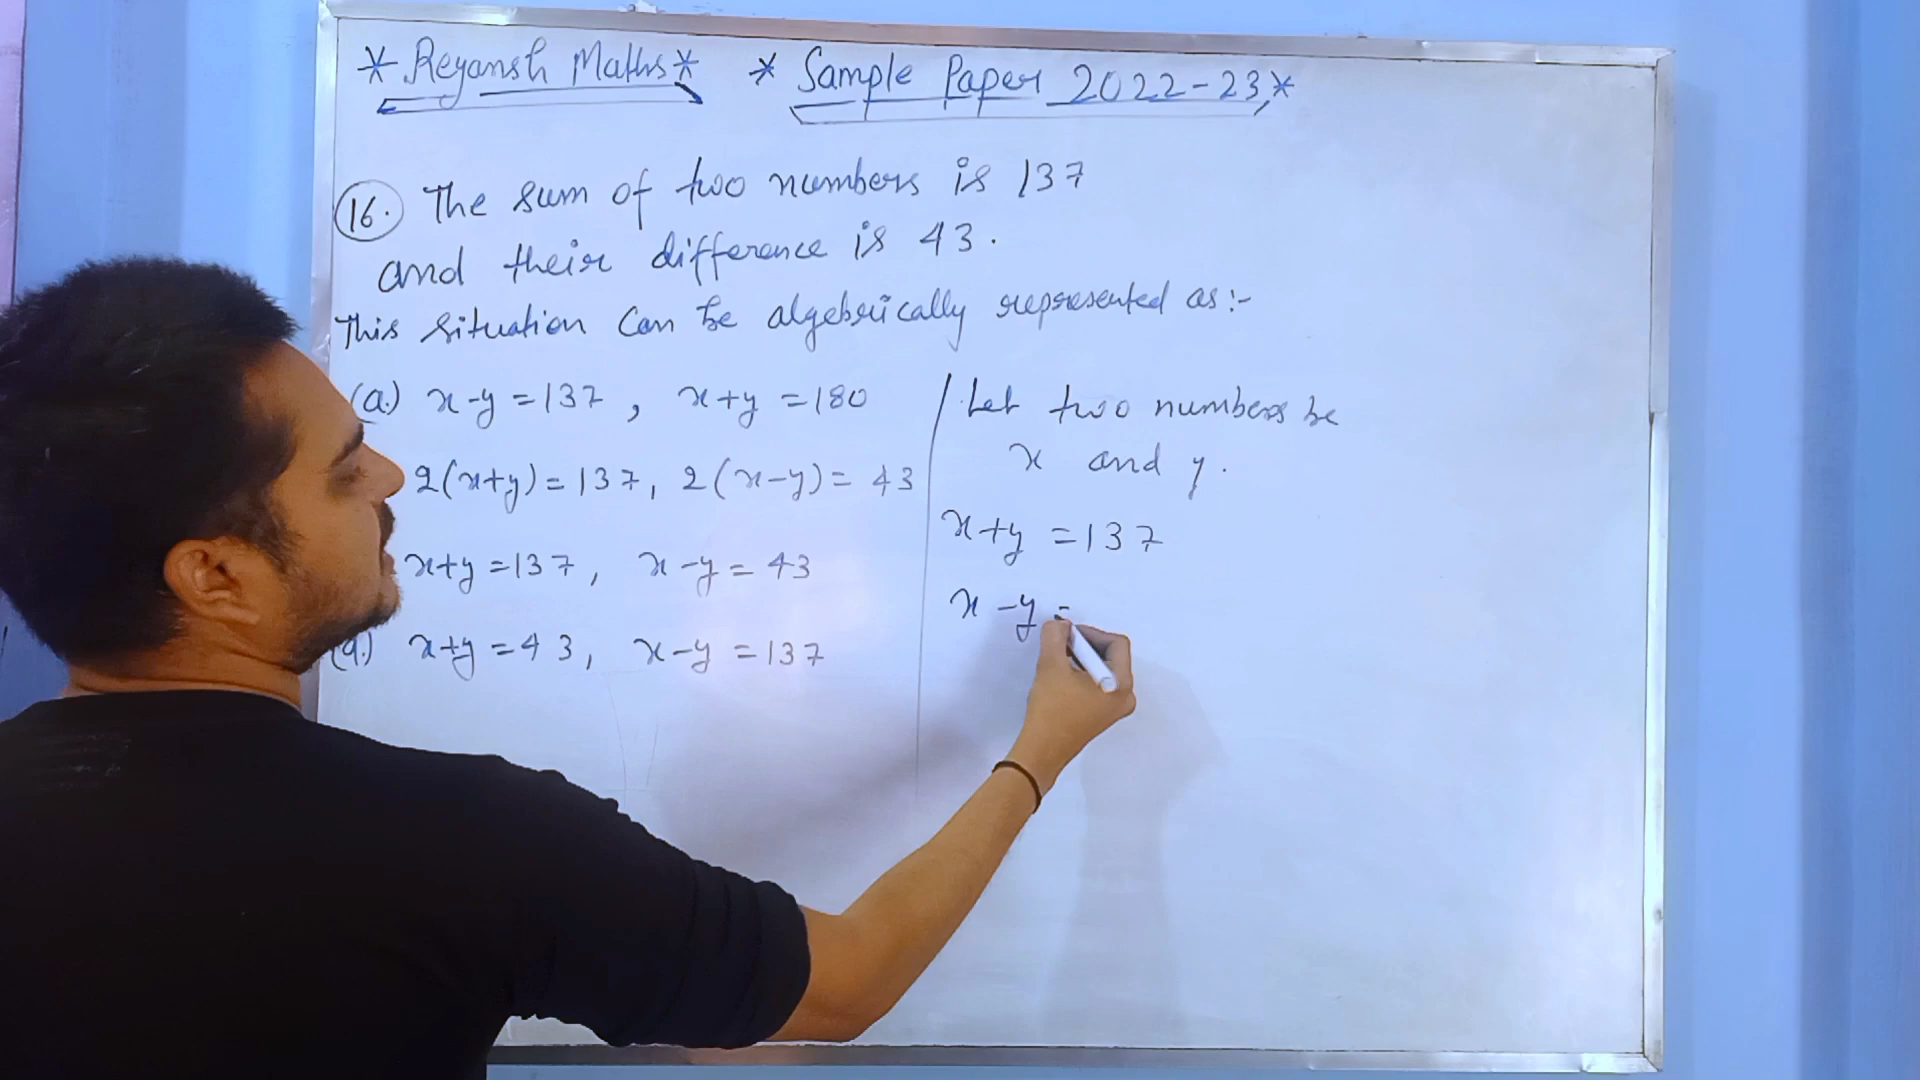 *Reyansh Maths* * Sample Paper 2022-23*
16. The sum of two numbers is 137
and their difference is 43.
This situation can be algebrically represented as:-
(a.) x-y=137, x+y=180
2(x+y)=137, 2(x-y)=43
x+y=137, x-y=43
(d.) x+y=43, x-y=137
Let two numbers be
x and y.
x+y=137
x-y=